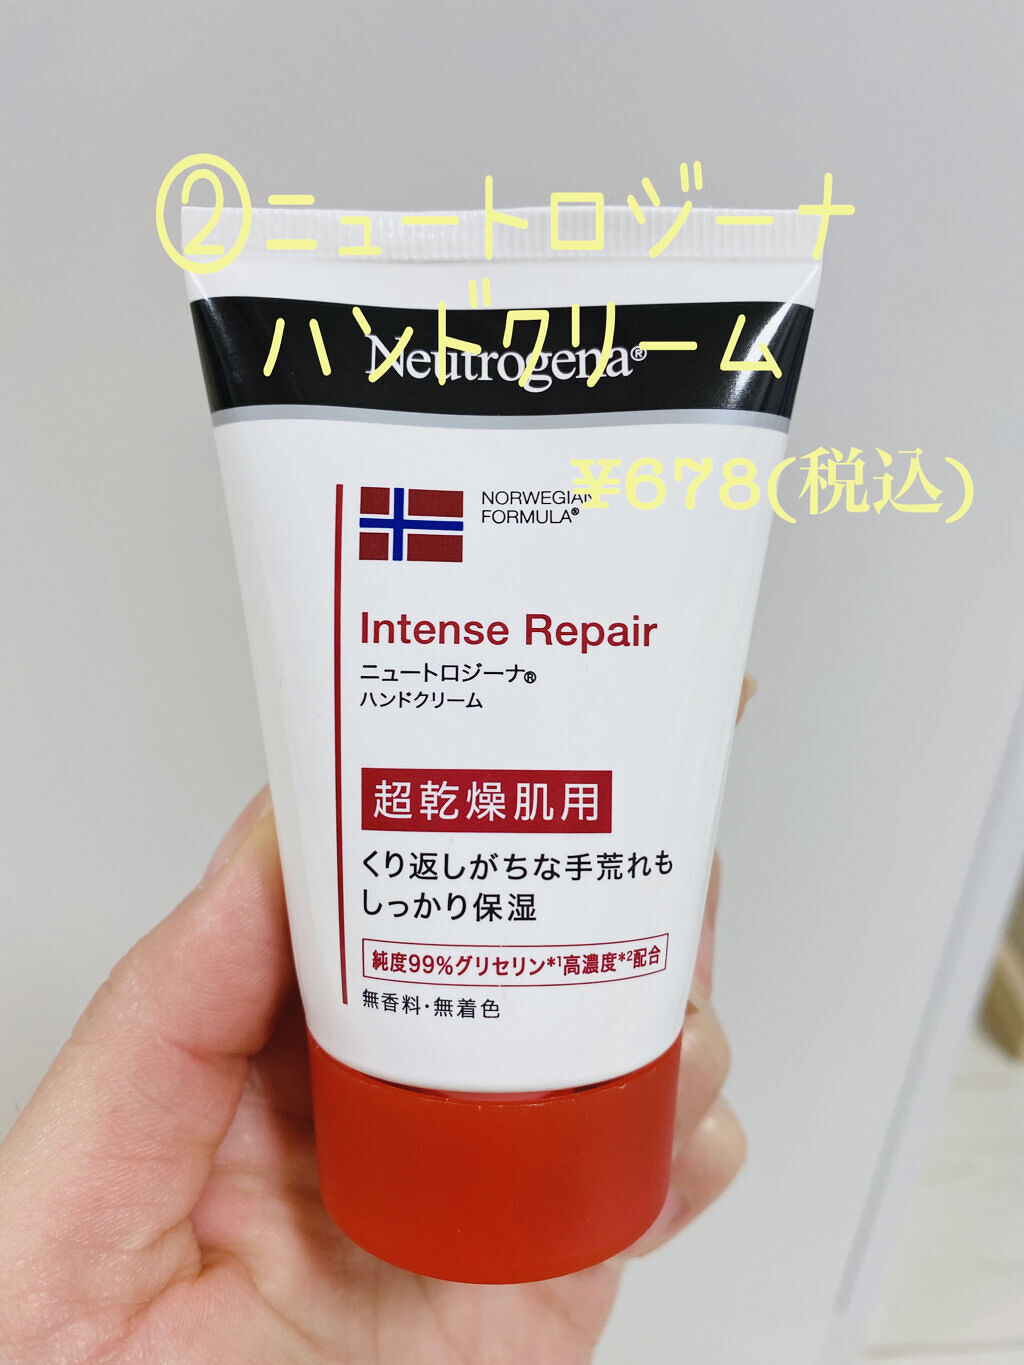 ②ニュートロジーナ
ハンドクリーム
Neutrogena®
¥678(税込)
NORWEGIAN
FORMULA®
Intense Repair
ニュートロジーナ®
ハンドクリーム
超乾燥肌用
くり返しがちな手荒れも
しっかり保湿
純度99%グリセリン*1高濃度*2配合
無香料・無着色